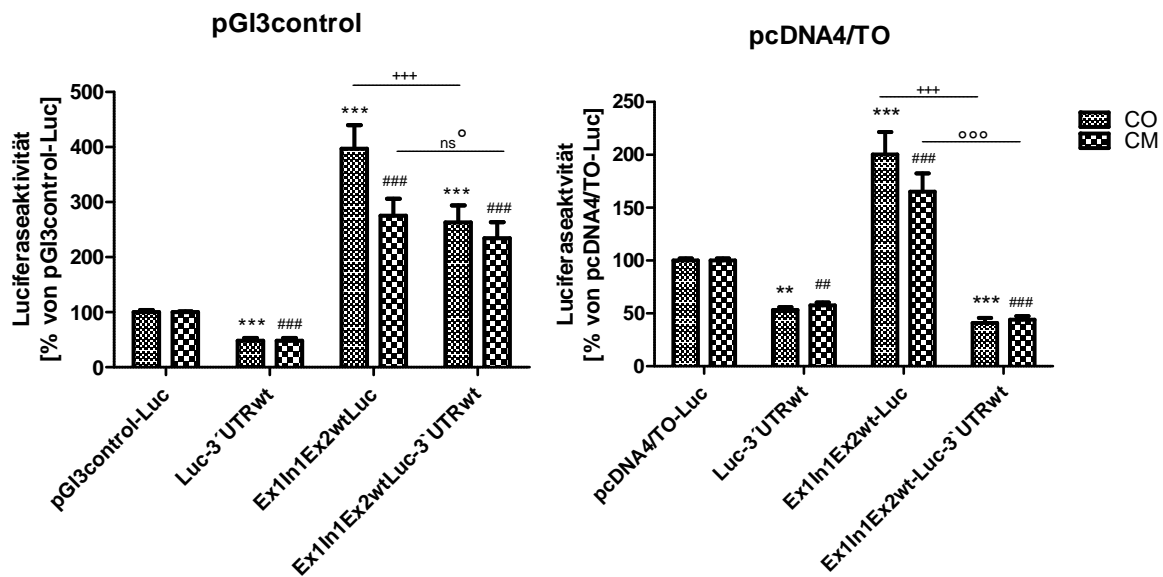 pGl3control
Luciferaseaktivität
[% von pGl3control-Luc]
500
400
300
200
100
0
+++
***
ns°
###
***
###
***
###
pGl3control-Luc
Luc-3´UTRwt
Ex1In1Ex2wtLuc
Ex1In1Ex2wtLuc-3`UTRwt
pcDNA4/TO
Luciferaseaktvität
[% von pcDNA4/TO-Luc]
250
200
150
100
50
0
+++
***
°°°
###
**
##
***
###
pcDNA4/TO-Luc
Luc-3´UTRwt
Ex1In1Ex2wt-Luc
Ex1In1Ex2wt-Luc-3`UTRwt
CO
CM